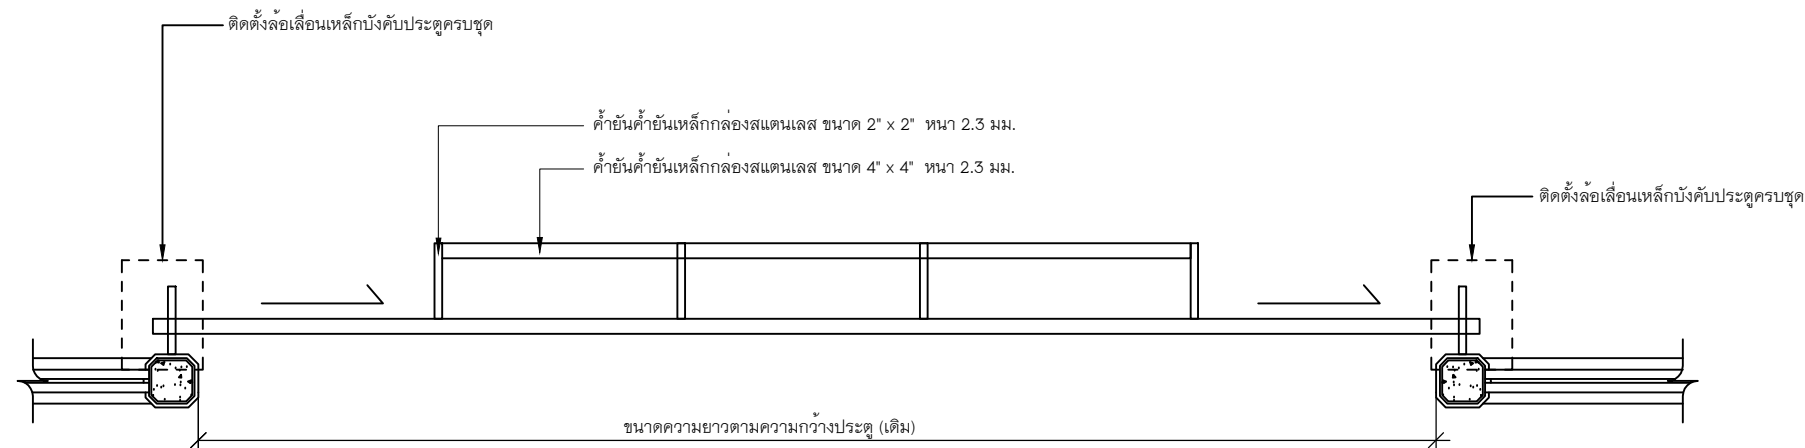 ติดตั้งล้อเลื่อนเหล็กบังคับประตูครบชุด
ค้ำยันค้ำยันเหล็กกล่องสแตนเลส ขนาด 2" x 2" หนา 2.3 มม.
ค้ำยันค้ำยันเหล็กกล่องสแตนเลส ขนาด 4" x 4" หนา 2.3 มม.
ติดตั้งล้อเลื่อนเหล็กบังคับประตูครบชุด
ขนาดความยาวตามความกว้างประตู (เดิม)